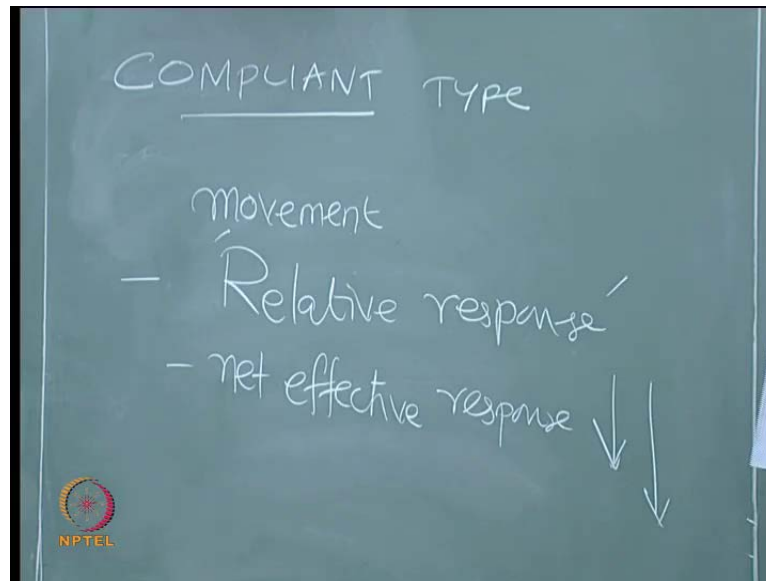 COMPLIANT TYPE
movement
- 'Relative response'
- net effective response
NPTEL